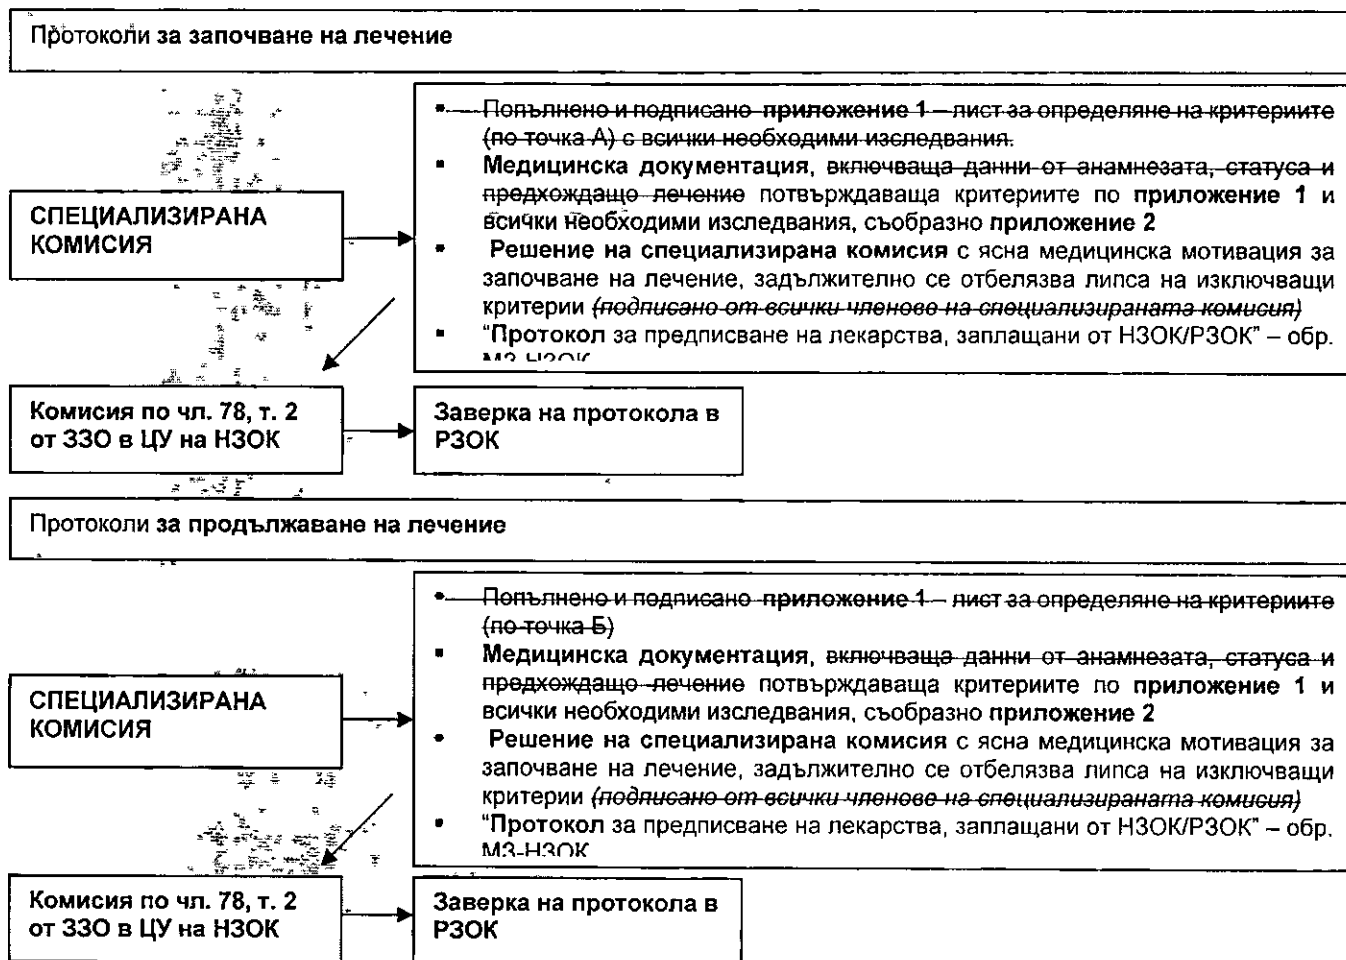 Протоколи за започване на лечение
▪ Попълнено и подписано приложение 1 – лист за определяне на критериите
(по точка А) с всички необходими изследвания.
▪ Медицинска документация, включваща данни от анамнезата, статуса и
предхождащо лечение потвърждаваща критериите по приложение 1 и
всички необходими изследвания, съобразно приложение 2
▪ Решение на специализирана комисия с ясна медицинска мотивация за
започване на лечение, задължително се отбелязва липса на изключващи
критерии (подписано от всички членове на специализираната комисия)
▪ "Протокол за предписване на лекарства, заплащани от НЗОК/РЗОК" – обр.
МЗ-НЗОК
СПЕЦИАЛИЗИРАНА
КОМИСИЯ
Комисия по чл. 78, т. 2
от ЗЗО в ЦУ на НЗОК
Заверка на протокола в
РЗОК
Протоколи за продължаване на лечение
▪ Попълнено и подписано приложение 1 – лист за определяне на критериите
(по точка Б)
▪ Медицинска документация, включваща данни от анамнезата, статуса и
предхождащо лечение потвърждаваща критериите по приложение 1 и
всички необходими изследвания, съобразно приложение 2
▪ Решение на специализирана комисия с ясна медицинска мотивация за
започване на лечение, задължително се отбелязва липса на изключващи
критерии (подписано от всички членове на специализираната комисия)
▪ "Протокол за предписване на лекарства, заплащани от НЗОК/РЗОК" – обр.
МЗ-НЗОК
СПЕЦИАЛИЗИРАНА
КОМИСИЯ
Комисия по чл. 78, т. 2
от ЗЗО в ЦУ на НЗОК
Заверка на протокола в
РЗОК